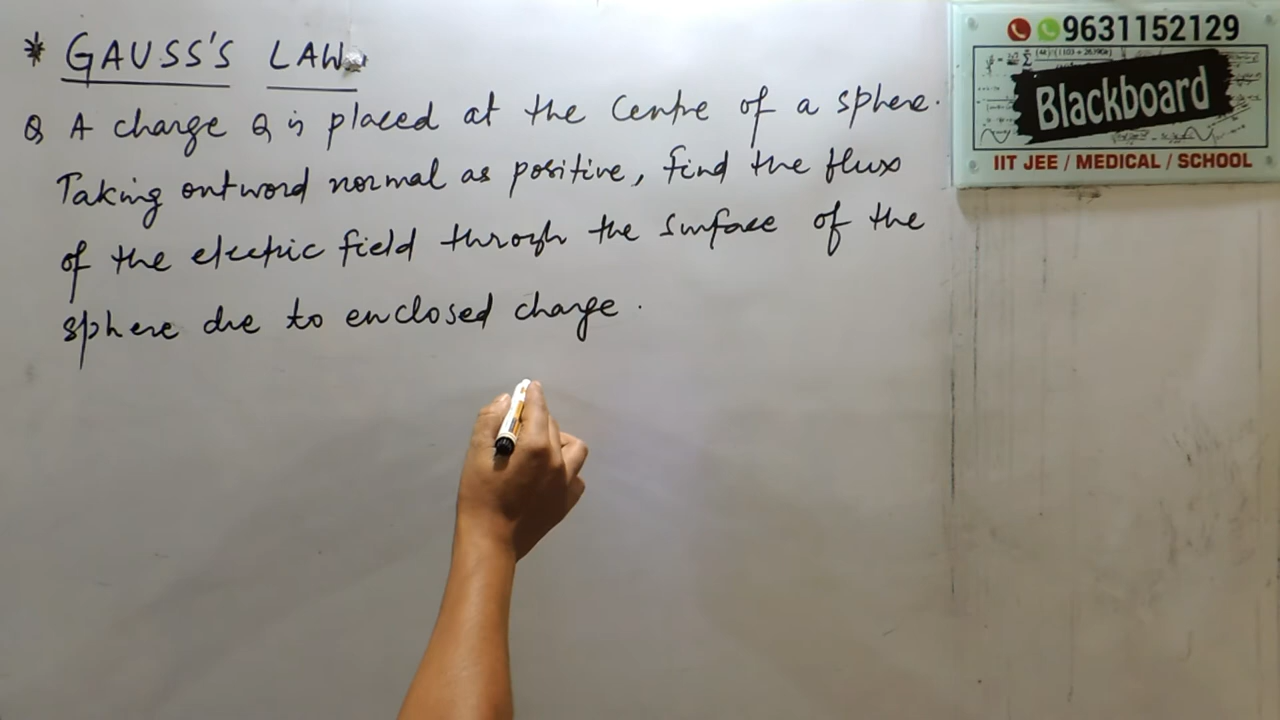 * GAUSS'S LAW
Q A charge Q is placed at the Centre of a sphere.
Taking outword normal as positive, find the flux
of the electric field through the surface of the
sphere due to enclosed charge.
9631152129
Blackboard
IIT JEE / MEDICAL / SCHOOL